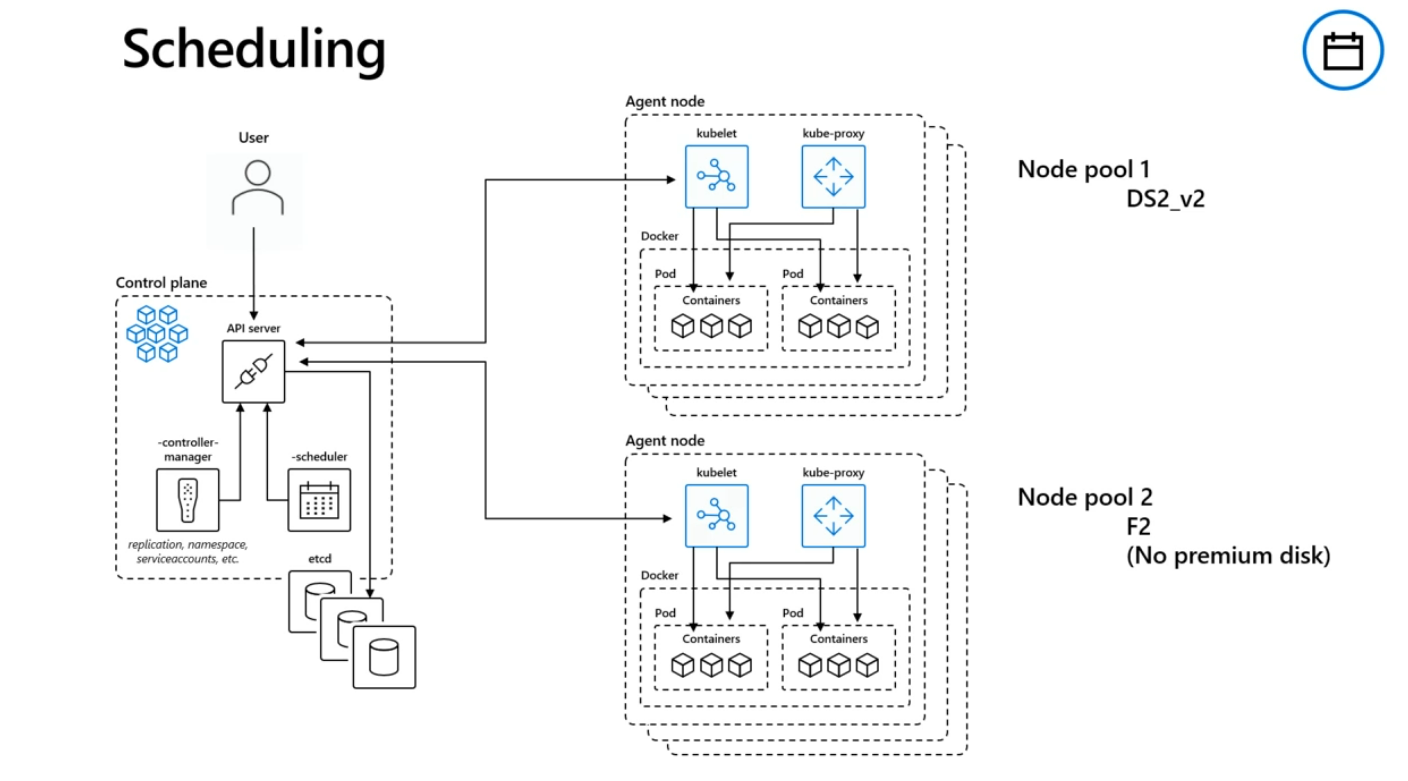 Scheduling
User
Control plane
API server
-controller-
manager
-scheduler
replication, namespace,
serviceaccounts, etc.
etcd
Agent node
kubelet
kube-proxy
Docker
Pod
Pod
Containers
Containers
Node pool 1
DS2_v2
Agent node
kubelet
kube-proxy
Docker
Pod
Pod
Containers
Containers
Node pool 2
F2
(No premium disk)